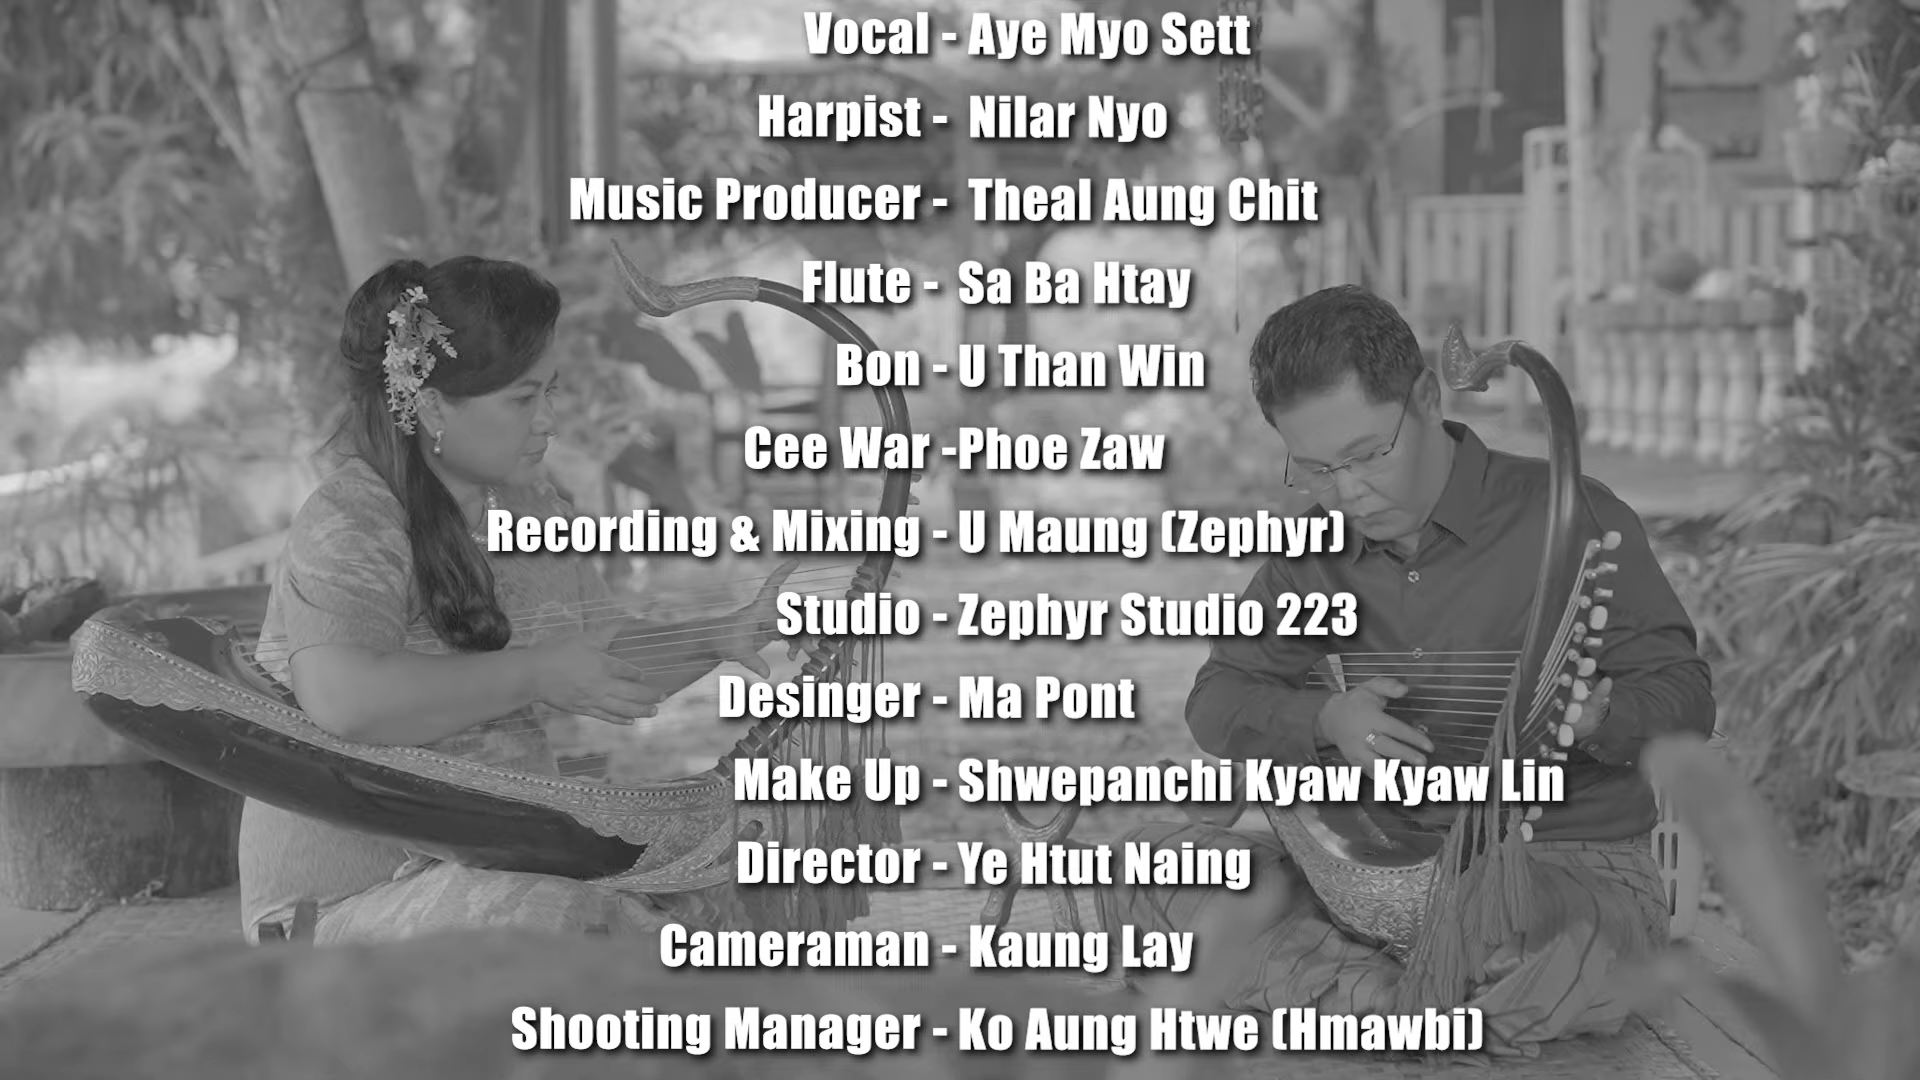 Vocal - Aye Myo Sett
Harpist - Nilar Nyo
Music Producer - Theal Aung Chit
Flute - Sa Ba Htay
Bon - U Than Win
Cee War -Phoe Zaw
Recording & Mixing - U Maung (Zephyr)
Studio - Zephyr Studio 223
Desinger - Ma Pont
Make Up - Shwepanchi Kyaw Kyaw Lin
Director - Ye Htut Naing
Cameraman - Kaung Lay
Shooting Manager - Ko Aung Htwe (Hmawbi)